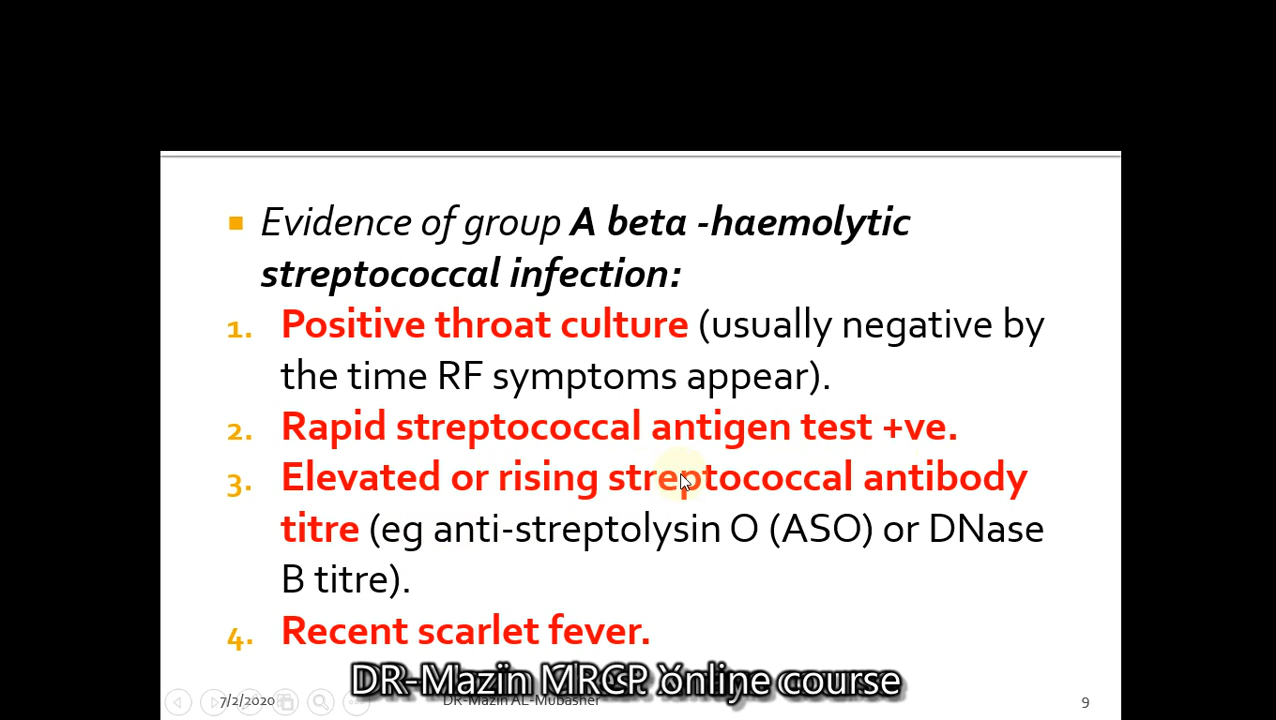 Evidence of group A beta -haemolytic
streptococcal infection:
1. Positive throat culture (usually negative by
the time RF symptoms appear).
2. Rapid streptococcal antigen test +ve.
3. Elevated or rising streptococcal antibody
titre (eg anti-streptolysin O (ASO) or DNase
B titre).
4. Recent scarlet fever.
DR-Mazin MRCP online course
7/2/2020
DR-Mazin AL-Mubasher
9